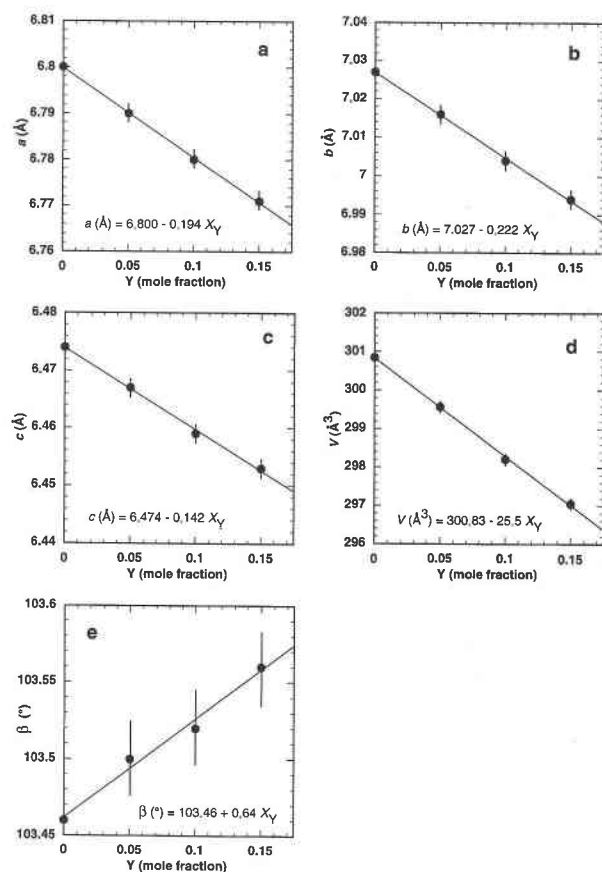 6.81
6.8
6.79
6.78
6.77
6.76
a (Å)
a
a (Å) = 6,800 - 0,194 X_Y
0 0.05 0.1 0.15
Y (mole fraction)
7.04
7.03
7.02
7.01
7
6.99
6.98
b (Å)
b
b (Å) = 7.027 - 0,222 X_Y
0 0.05 0.1 0.15
Y (mole fraction)
6.48
6.47
6.46
6.45
6.44
c (Å)
c
c (Å) = 6,474 - 0,142 X_Y
0 0.05 0.1 0.15
Y (mole fraction)
302
301
300
299
298
297
296
V (Å³)
d
V (Å³) = 300,83 - 25,5 X_Y
0 0.05 0.1 0.15
Y (mole fraction)
103.6
103.55
103.5
103.45
β (°)
e
β (°) = 103,46 + 0,64 X_Y
0 0.05 0.1 0.15
Y (mole fraction)